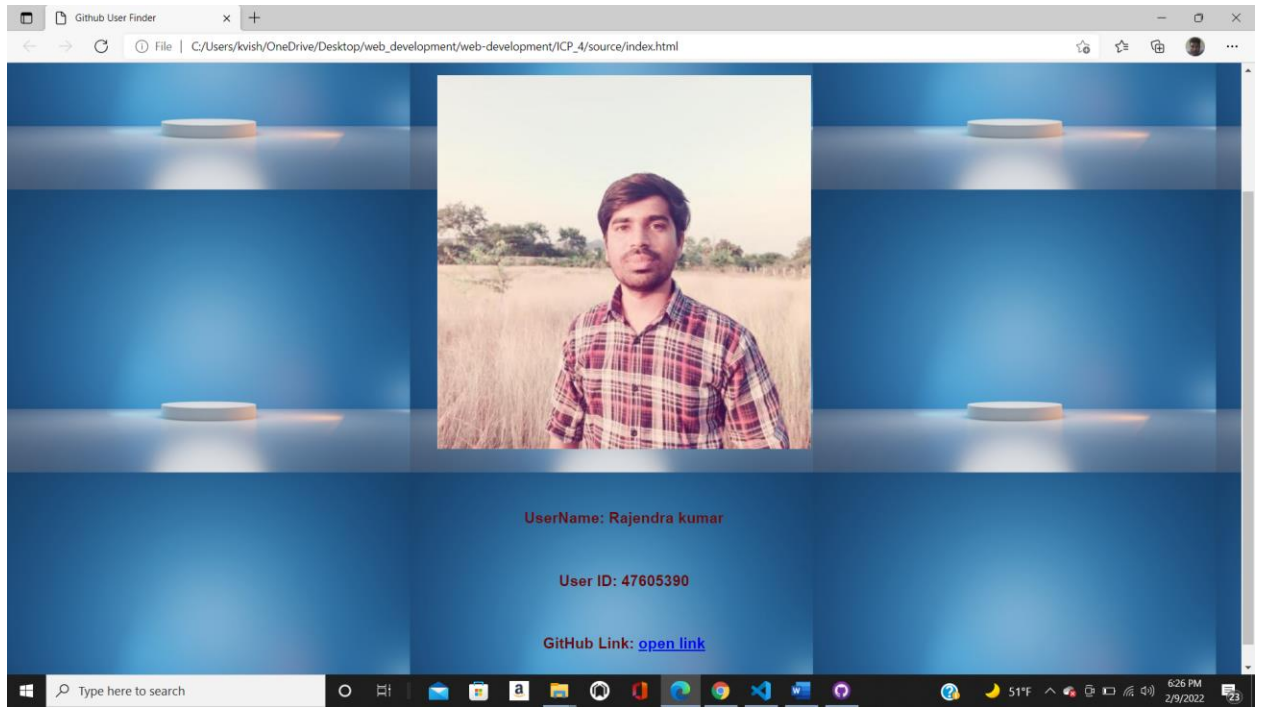 Github User Finder
File | C:/Users/kvish/OneDrive/Desktop/web_development/web-development/ICP_4/source/index.html
UserName: Rajendra kumar
User ID: 47605390
GitHub Link: open link
Type here to search
51°F
6:26 PM
2/9/2022
23